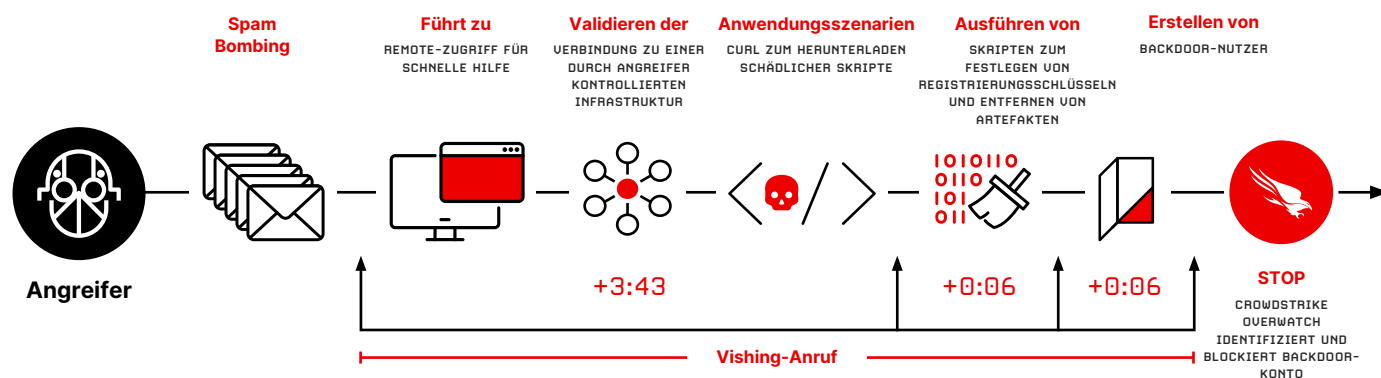 Spam
Bombing
Führt zu
REMOTE-ZUGRIFF FÜR
SCHNELLE HILFE
Validieren der
VERBINDUNG ZU EINER
DURCH ANGREIFER
KONTROLLIERTEN
INFRASTRUKTUR
Anwendungsszenarien
CURL ZUM HERUNTERLADEN
SCHÄDLICHER SKRIPTE
Ausführen von
SKRIPTEN ZUM
FESTLEGEN VON
REGISTRIERUNGSSCHLÜSSELN
UND ENTFERNEN VON
ARTEFAKTEN
Erstellen von
BACKDOOR-NUTZER
1010110
010
0110
100
011
Angreifer
+3:43
+0:06
+0:06
STOP
CROWDSTRIKE
OVERWATCH
IDENTIFIZIERT UND
BLOCKIERT BACKDOOR-
KONTO
Vishing-Anruf